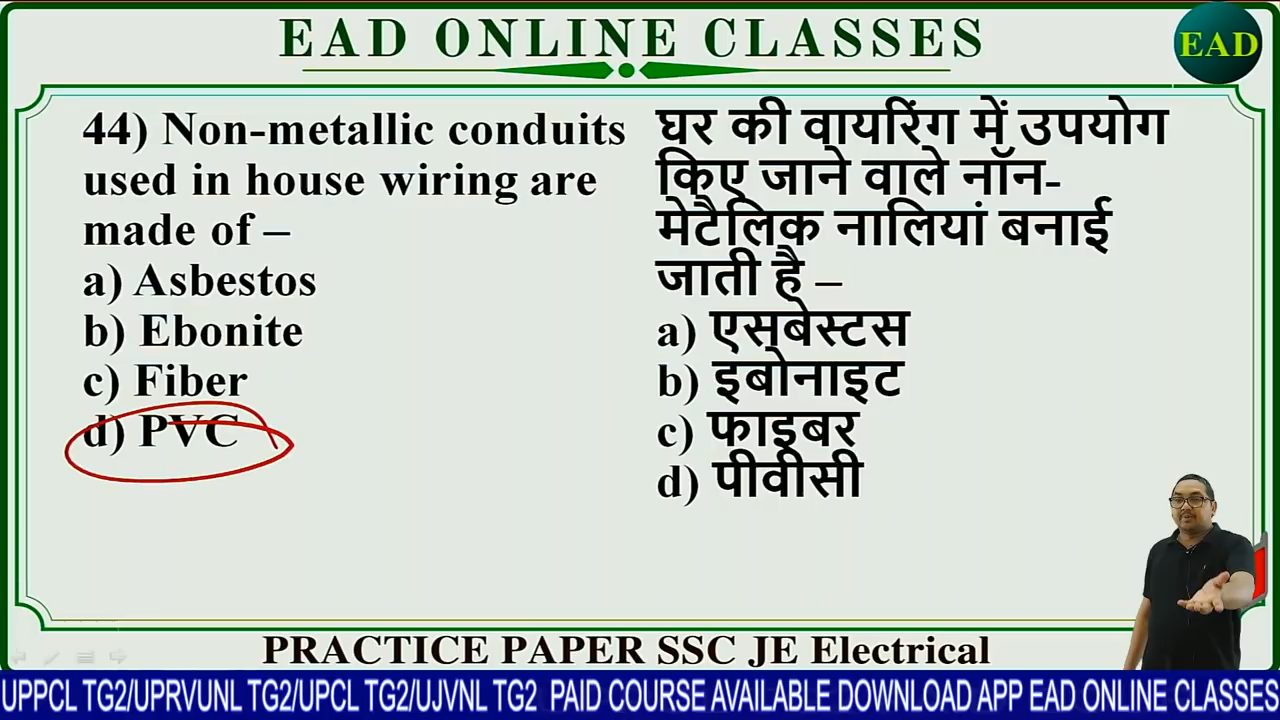 EAD ONLINE CLASSES
EAD
44) Non-metallic conduits
used in house wiring are
made of –
a) Asbestos
b) Ebonite
c) Fiber
d) PVC
घर की वायरिंग में उपयोग
किए जाने वाले नॉन-
मेटैलिक नालियां बनाई
जाती है –
a) एसबेस्टस
b) इबोनाइट
c) फाइबर
d) पीवीसी
PRACTICE PAPER SSC JE Electrical
UPPCL TG2/UPRVUNL TG2/UPCL TG2/UJVNL TG2 PAID COURSE AVAILABLE DOWNLOAD APP EAD ONLINE CLASSES